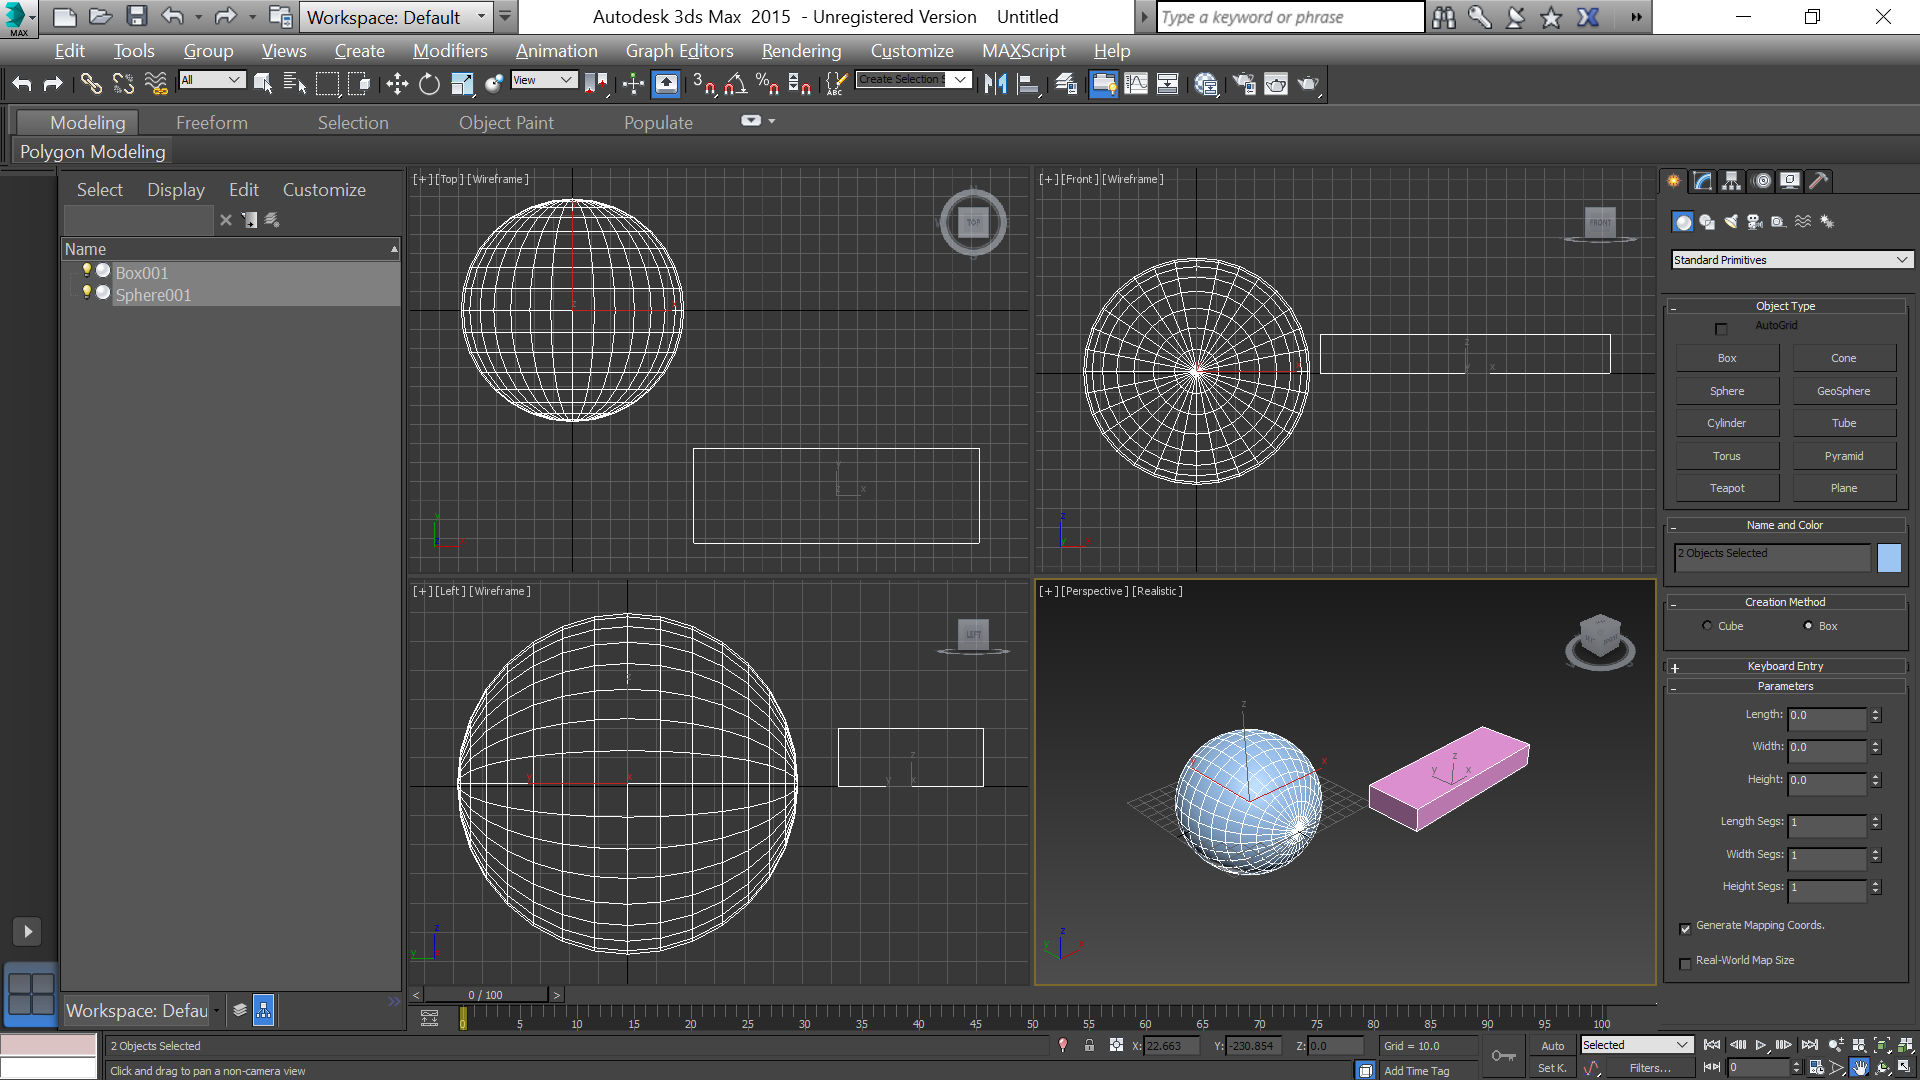 MAX
Workspace: Default
Autodesk 3ds Max 2015 - Unregistered Version Untitled
Type a keyword or phrase
Edit Tools Group Views Create Modifiers Animation Graph Editors Rendering Customize MAXScript Help
All
View
3
%
ABC
Create Selection S
Modeling Freeform Selection Object Paint Populate
Polygon Modeling
Select Display Edit Customize
Name
Box001
Sphere001
Workspace: Defau
[+] [Top ] [Wireframe ]
TOP
z
y
z x
y
[+] [Front ] [Wireframe ]
FRONT
z
x
z
[+] [Left ] [Wireframe ]
LEFT
z
y x
z
y x
z
y
[+] [Perspective ] [Realistic ]
z
x
z
y x
z
y x
Standard Primitives
Object Type
AutoGrid
Box Cone
Sphere GeoSphere
Cylinder Tube
Torus Pyramid
Teapot Plane
Name and Color
2 Objects Selected
Creation Method
Cube Box
Keyboard Entry
Parameters
Length: 0.0
Width: 0.0
Height: 0.0
Length Segs: 1
Width Segs: 1
Height Segs: 1
Generate Mapping Coords.
Real-World Map Size
< 0 / 100 >
0 5 10 15 20 25 30 35 40 45 50 55 60 65 70 75 80 85 90 95 100
2 Objects Selected
X: 22.663 Y: -230.854 Z: 0.0 Grid = 10.0
Auto Selected
Click and drag to pan a non-camera view
Add Time Tag
Set K. Filters... 0